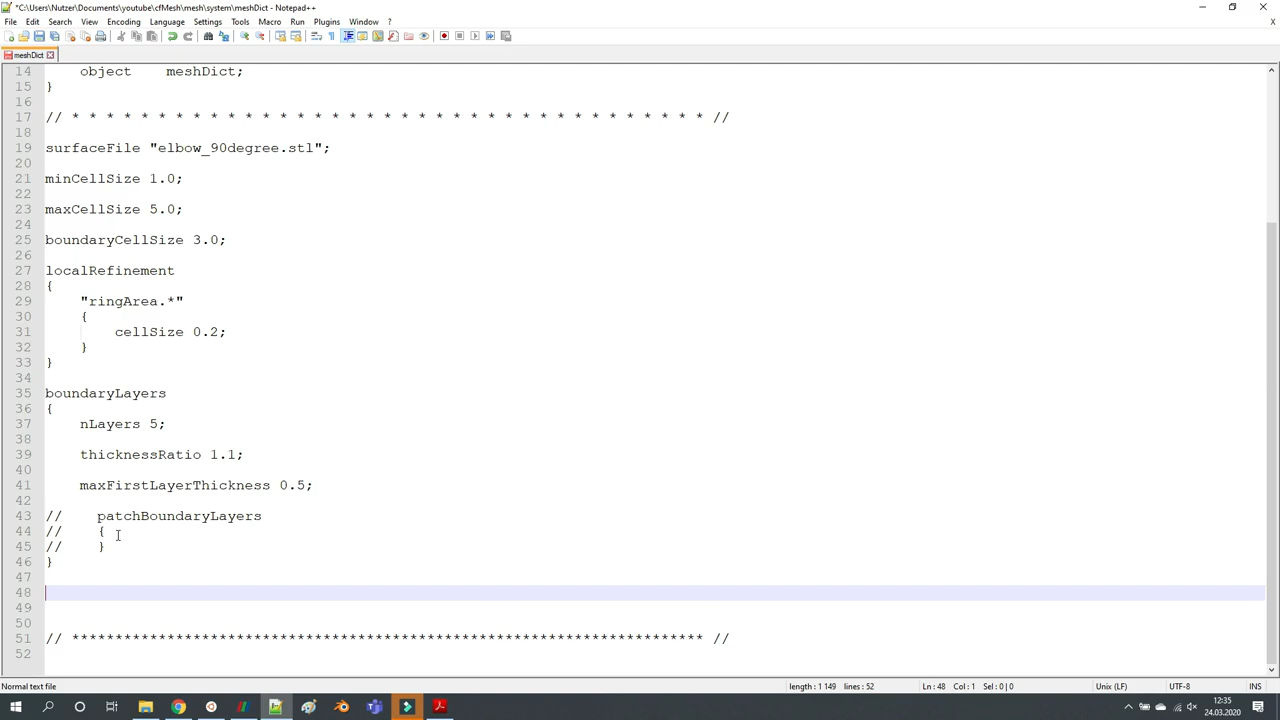 *C:\Users\Nutzer\Documents\youtube\cfMesh\mesh\system\meshDict - Notepad++
File Edit Search View Encoding Language Settings Tools Macro Run Plugins Window ?
X
meshDict
14 object meshDict;
15 }
16
17 // * * * * * * * * * * * * * * * * * * * * * * * * * * * * * * * * * * * * * //
18
19 surfaceFile "elbow_90degree.stl";
20
21 minCellSize 1.0;
22
23 maxCellSize 5.0;
24
25 boundaryCellSize 3.0;
26
27 localRefinement
28 {
29 "ringArea.*"
30 {
31 cellSize 0.2;
32 }
33 }
34
35 boundaryLayers
36 {
37 nLayers 5;
38
39 thicknessRatio 1.1;
40
41 maxFirstLayerThickness 0.5;
42
43 // patchBoundaryLayers
44 // {
45 // }
46 }
47
48
49
50
51 // ************************************************************************* //
52
Normal text file length : 1 149 lines : 52 Ln : 48 Col : 1 Sel : 0 | 0 Unix (LF) UTF-8 INS
12:35
24.03.2020